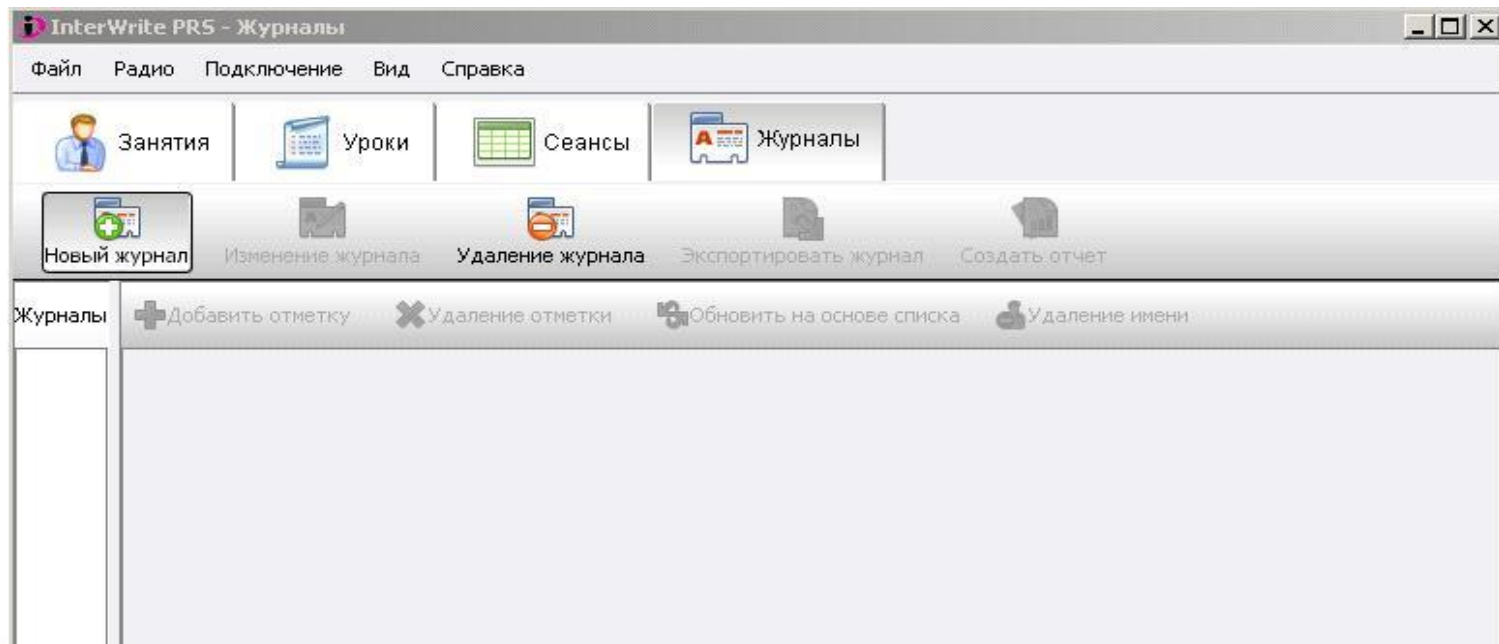 InterWrite PRS - Журналы
Файл Радио Подключение Вид Справка
Занятия Уроки Сеансы Журналы
Новый журнал Изменение журнала Удаление журнала Экспортировать журнал Создать отчет
Журналы Добавить отметку Удаление отметки Обновить на основе списка Удаление имени